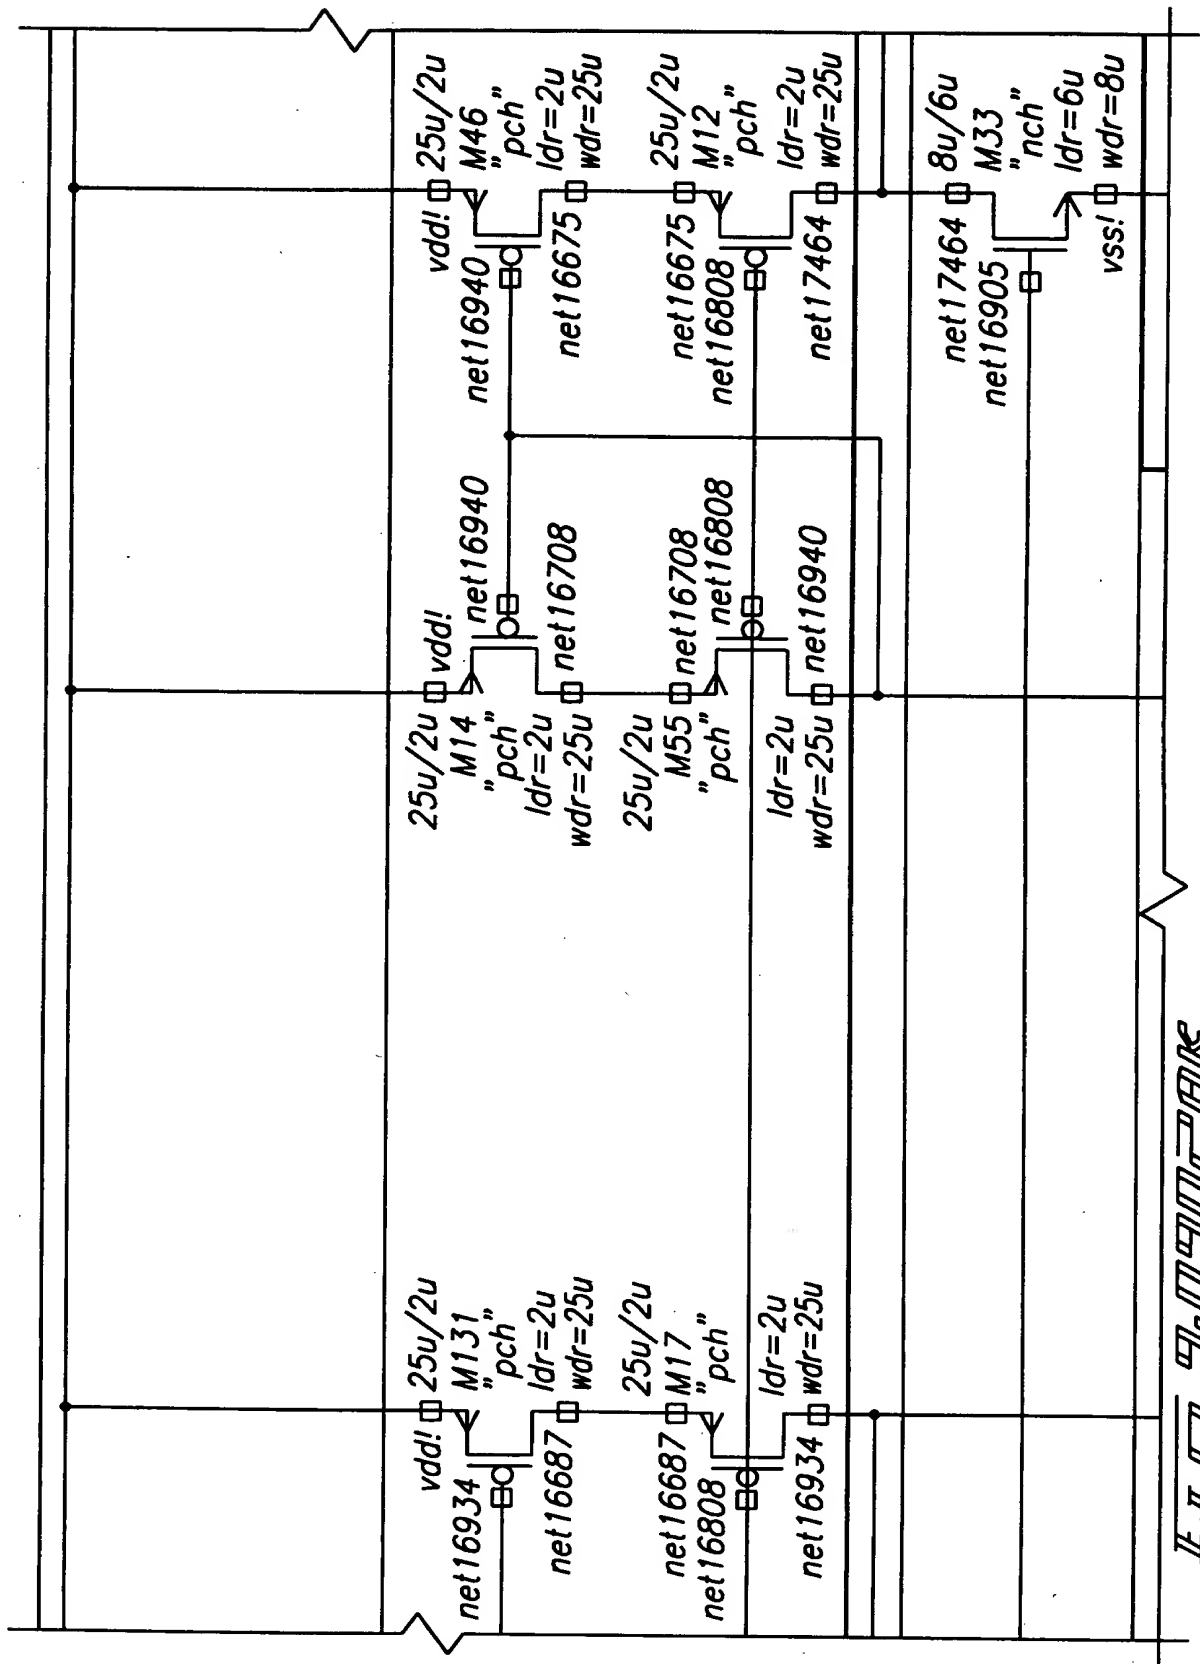 25u/2u
M131
"pch"
ldr=2u
wdr=25u
vdd!
net16934
net16687
25u/2u
M17
"pch"
ldr=2u
wdr=25u
net16687
net16808
net16934
25u/2u
M14
"pch"
ldr=2u
wdr=25u
vdd!
net16940
net16708
25u/2u
M55
"pch"
ldr=2u
wdr=25u
net16708
net16808
net16940
25u/2u
M46
"pch"
ldr=2u
wdr=25u
vdd!
net16940
net16675
25u/2u
M12
"pch"
ldr=2u
wdr=25u
net16675
net16808
net17464
8u/6u
M33
"nch"
ldr=6u
wdr=8u
net17464
net16905
vss!